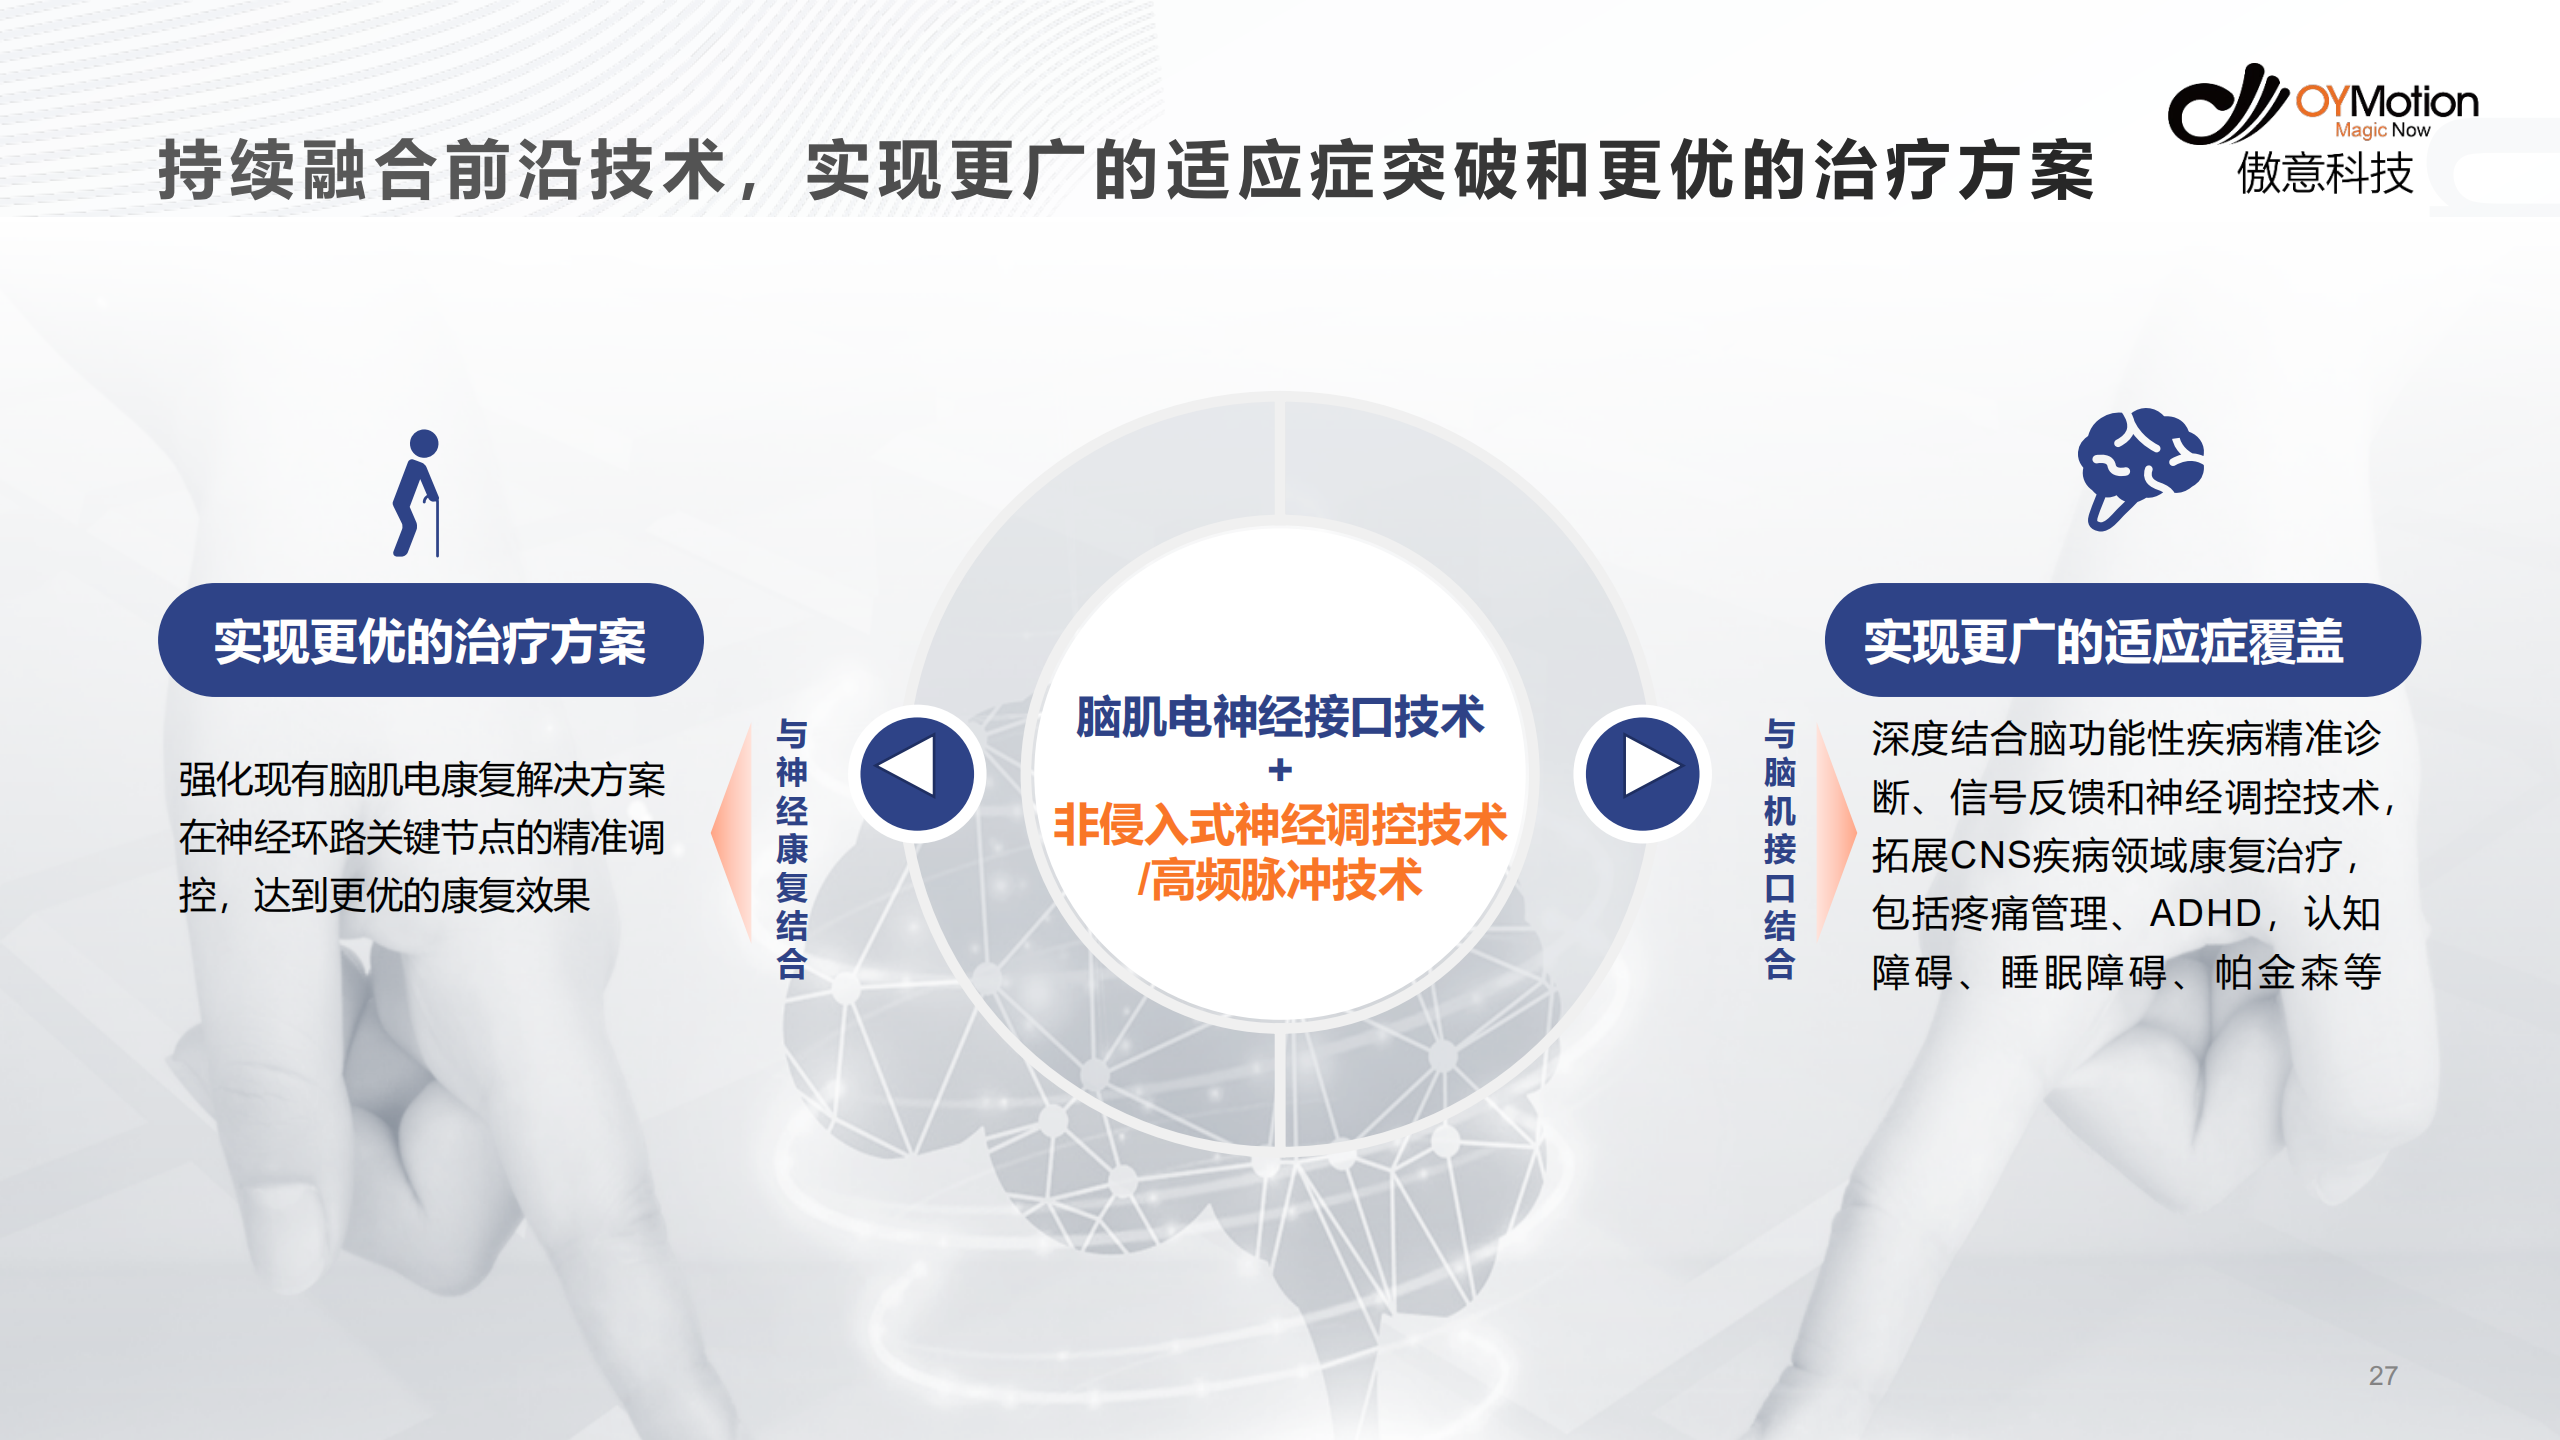 OYMotion
Magic Now
傲意科技
持续融合前沿技术，实现更广的适应症突破和更优的治疗方案
实现更优的治疗方案
强化现有脑肌电康复解决方案
在神经环路关键节点的精准调
控，达到更优的康复效果
与神经康复结合
脑肌电神经接口技术
+
非侵入式神经调控技术
/高频脉冲技术
与脑机接口结合
实现更广的适应症覆盖
深度结合脑功能性疾病精准诊
断、信号反馈和神经调控技术，
拓展CNS疾病领域康复治疗，
包括疼痛管理、ADHD，认知
障碍、睡眠障碍、帕金森等
27